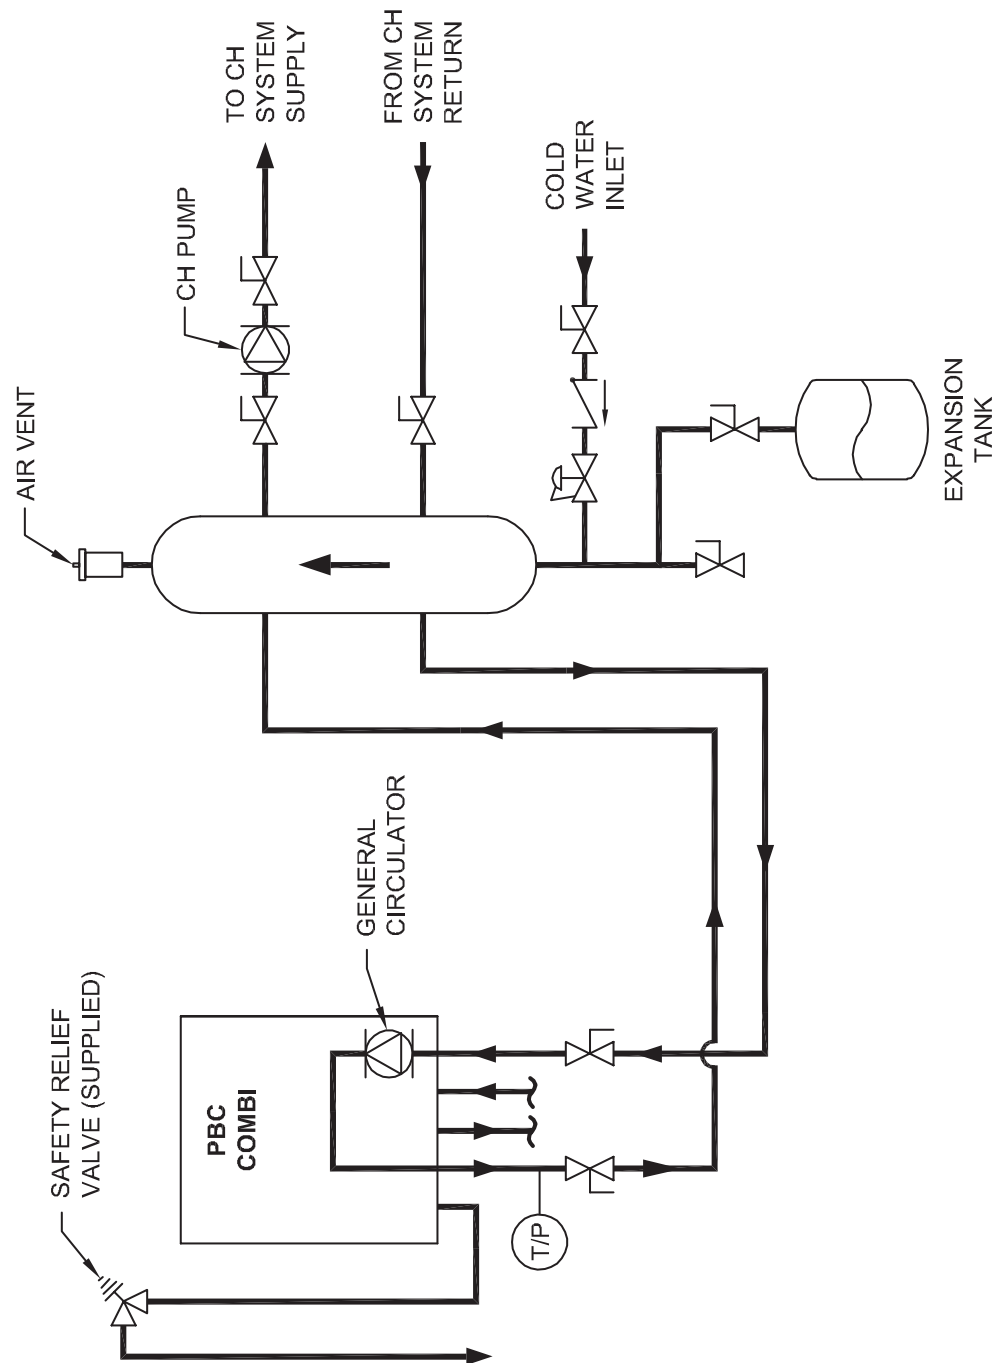 SAFETY RELIEF
VALVE (SUPPLIED)
PBC
COMBI
T/P
GENERAL
CIRCULATOR
AIR VENT
CH PUMP
TO CH
SYSTEM
SUPPLY
FROM CH
SYSTEM
RETURN
COLD
WATER
INLET
EXPANSION
TANK